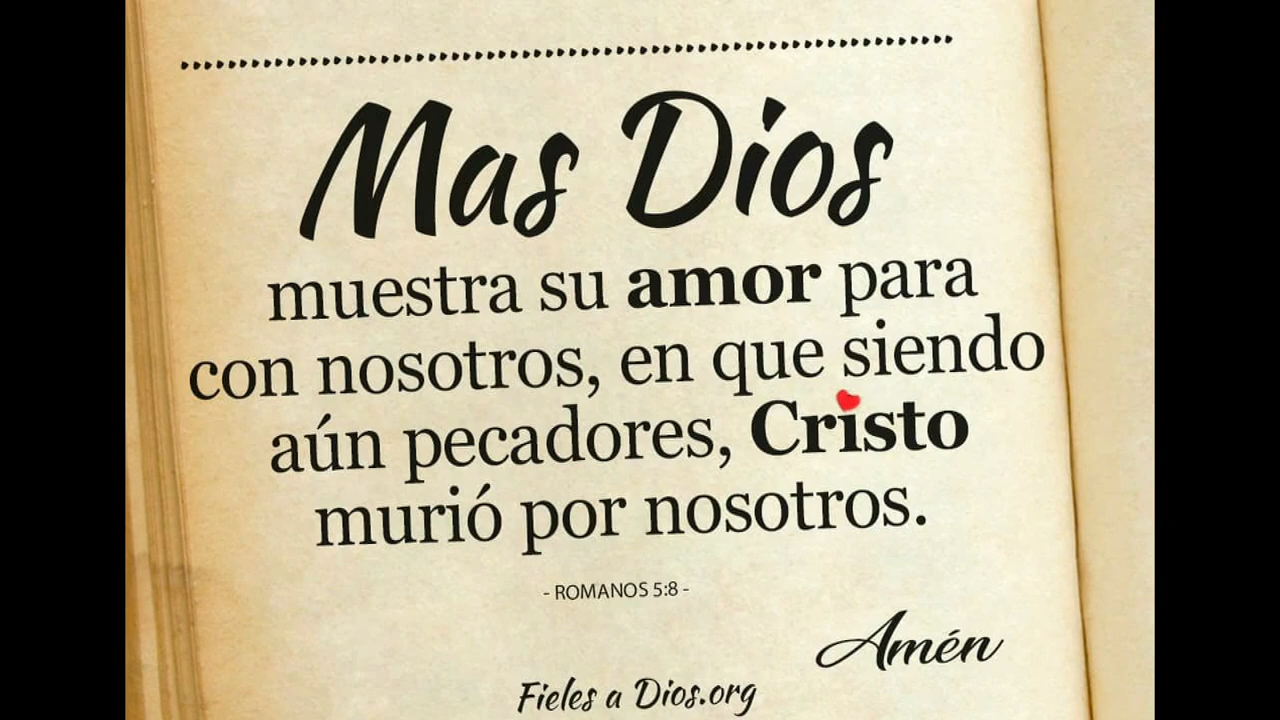 Mas Dios
muestra su amor para
con nosotros, en que siendo
aún pecadores, Cristo
murió por nosotros.
- ROMANOS 5:8 -
Amén
Fieles a Dios.org